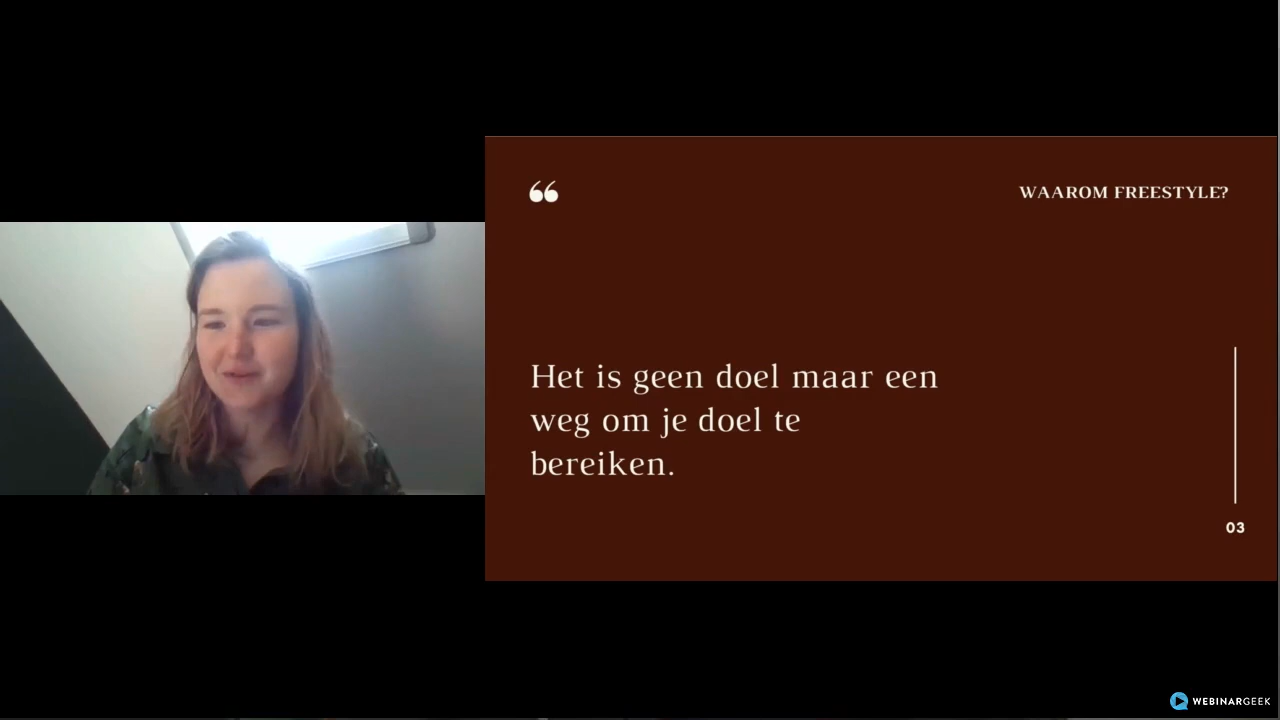 ❝
WAAROM FREESTYLE?
Het is geen doel maar een
weg om je doel te
bereiken.
03
WEBINARGEEK